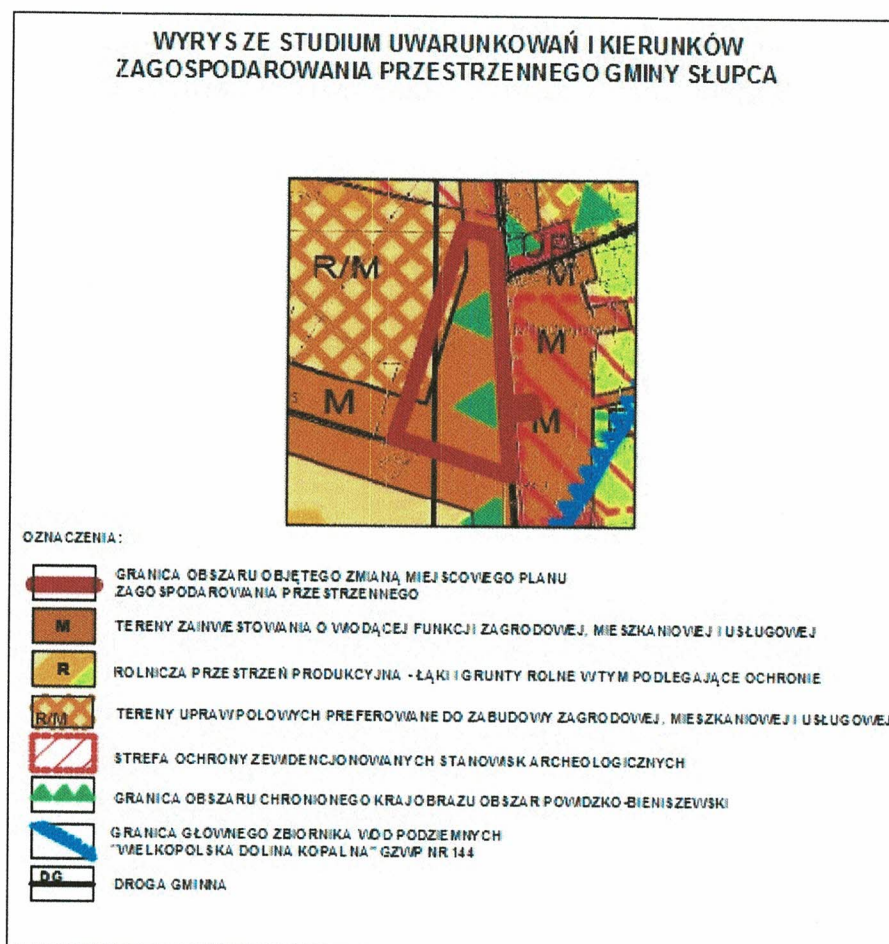 WYRYS ZE STUDIUM UWARUNKOWAŃ I KIERUNKÓW
ZAGOSPODAROWANIA PRZESTRZENNEGO GMINY SŁUPCA
R/M
M
M
M
M
OZNACZENIA:
GRANICA OBSZARU OBJĘTEGO ZMIANĄ MIEJSCOWEGO PLANU
ZAGOSPODAROWANIA PRZESTRZENNEGO
M
TERENY ZAINWESTOWANIA O WIODĄCEJ FUNKCJI ZAGRODOWEJ, MIESZKANIOWEJ I USŁUGOWEJ
R
ROLNICZA PRZESTRZEŃ PRODUKCYJNA - ŁĄKI I GRUNTY ROLNE W TYM PODLEGAJĄCE OCHRONIE
R/M
TERENY UPRAW POLOWYCH PREFEROWANE DO ZABUDOWY ZAGRODOWEJ, MIESZKANIOWEJ I USŁUGOWEJ
STREFA OCHRONY ZEWIDENCJONOWANYCH STANOWISK ARCHEOLOGICZNYCH
GRANICA OBSZARU CHRONIONEGO KRAJOBRAZU OBSZAR POWIDZKO-BIENISZEWSKI
GRANICA GŁÓWNEGO ZBIORNIKA WÓD PODZIEMNYCH
"WIELKOPOLSKA DOLINA KOPALNA" GZWP NR 144
DG
DROGA GMINNA